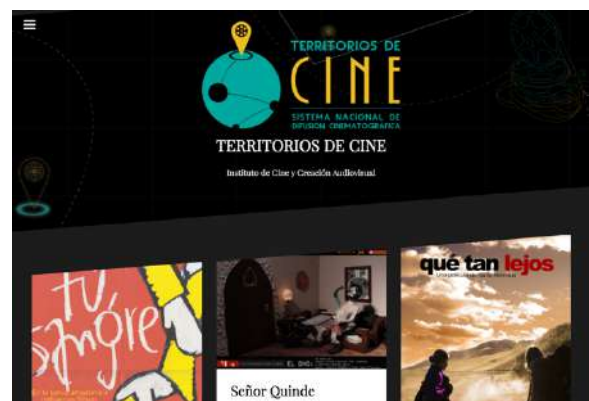 TERRITORIOS DE
CINE
SISTEMA NACIONAL DE
DIFUSIÓN CINEMATOGRÁFICA
TERRITORIOS DE CINE
Instituto de Cine y Creación Audiovisual
tu
sangre
Señor Quinde
qué tan lejos